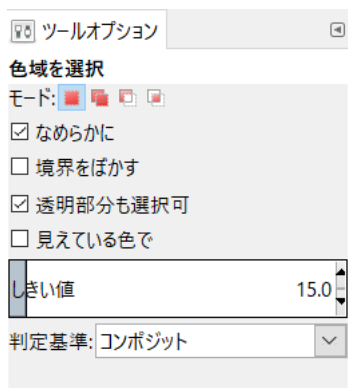 ツールオプション
色域を選択
モード:
なめらかに
境界をぼかす
透明部分も選択可
見えている色で
しきい値 15.0
判定基準: コンポジット